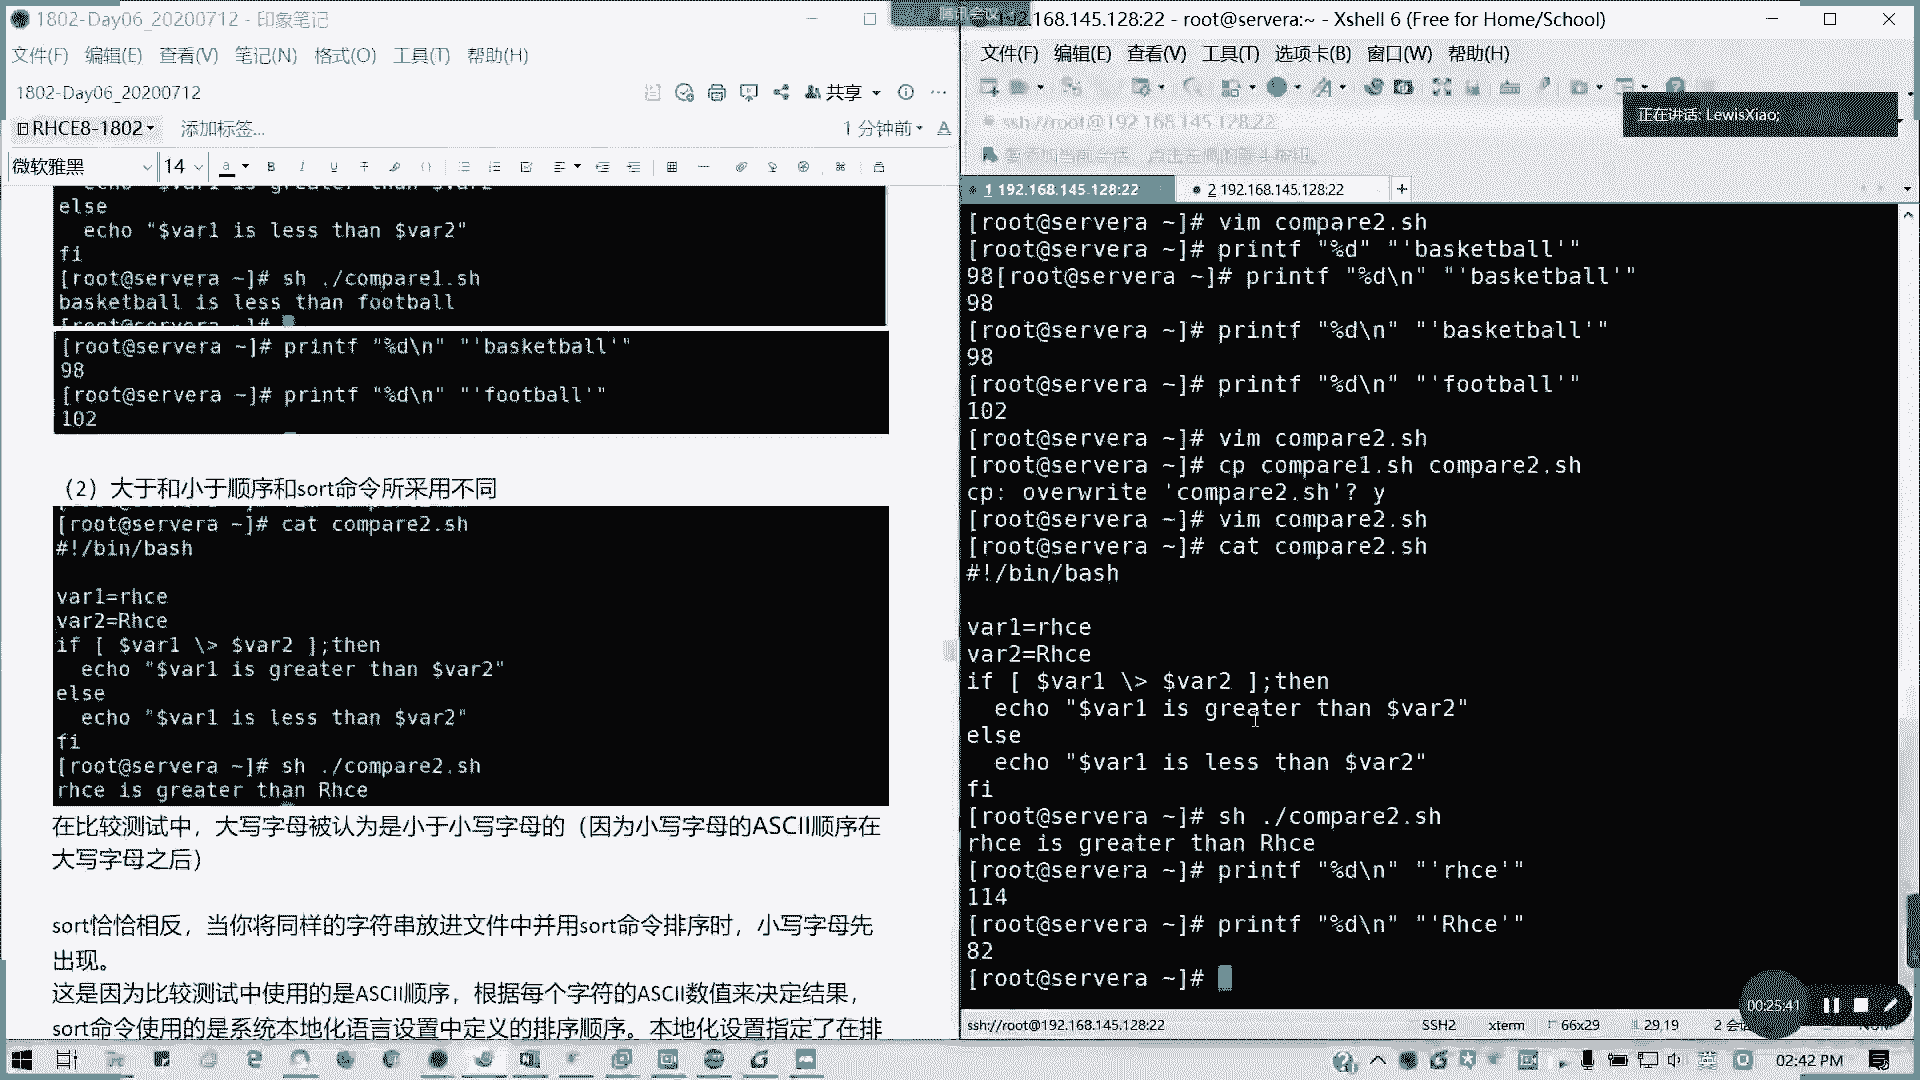 1802-Day06_20200712 - 印象笔记
文件(F) 编辑(E) 查看(V) 笔记(N) 格式(O) 工具(T) 帮助(H)
1802-Day06_20200712
共享
RHCE8-1802
添加标签...
1 分钟前
微软雅黑
14
else
  echo "$var1 is less than $var2"
fi
[root@servera ~]# sh ./compare1.sh
basketball is less than football
[root@servera ~]#
[root@servera ~]# printf "%d\n" "'basketball'"
98
[root@servera ~]# printf "%d\n" "'football'"
102
（2）大于和小于顺序和sort命令所采用不同
[root@servera ~]# cat compare2.sh
#!/bin/bash
var1=rhce
var2=Rhce
if [ $var1 \> $var2 ];then
  echo "$var1 is greater than $var2"
else
  echo "$var1 is less than $var2"
fi
[root@servera ~]# sh ./compare2.sh
rhce is greater than Rhce
在比较测试中，大写字母被认为是小于小写字母的（因为小写字母的ASCII顺序在
大写字母之后）
sort恰恰相反，当你将同样的字符串放进文件中并用sort命令排序时，小写字母先
出现。
这是因为比较测试中使用的是ASCII顺序，根据每个字符的ASCII数值来决定结果，
sort命令使用的是系统本地化语言设置中定义的排序顺序。本地化设置指定了在排
192.168.145.128:22 - root@servera:~ - Xshell 6 (Free for Home/School)
文件(F) 编辑(E) 查看(V) 工具(T) 选项卡(B) 窗口(W) 帮助(H)
ssh://root@192.168.145.128:22
正在讲话: LewisXiao;
1 192.168.145.128:22
2 192.168.145.128:22
[root@servera ~]# vim compare2.sh
[root@servera ~]# printf "%d" "'basketball'"
98[root@servera ~]# printf "%d\n" "'basketball'"
98
[root@servera ~]# printf "%d\n" "'basketball'"
98
[root@servera ~]# printf "%d\n" "'football'"
102
[root@servera ~]# vim compare2.sh
[root@servera ~]# cp compare1.sh compare2.sh
cp: overwrite 'compare2.sh'? y
[root@servera ~]# vim compare2.sh
[root@servera ~]# cat compare2.sh
#!/bin/bash
var1=rhce
var2=Rhce
if [ $var1 \> $var2 ];then
  echo "$var1 is greater than $var2"
else
  echo "$var1 is less than $var2"
fi
[root@servera ~]# sh ./compare2.sh
rhce is greater than Rhce
[root@servera ~]# printf "%d\n" "'rhce'"
114
[root@servera ~]# printf "%d\n" "'Rhce'"
82
[root@servera ~]#
00:25:41
ssh://root@192.168.145.128:22
SSH2
xterm
66x29
29,19
英
02:42 PM